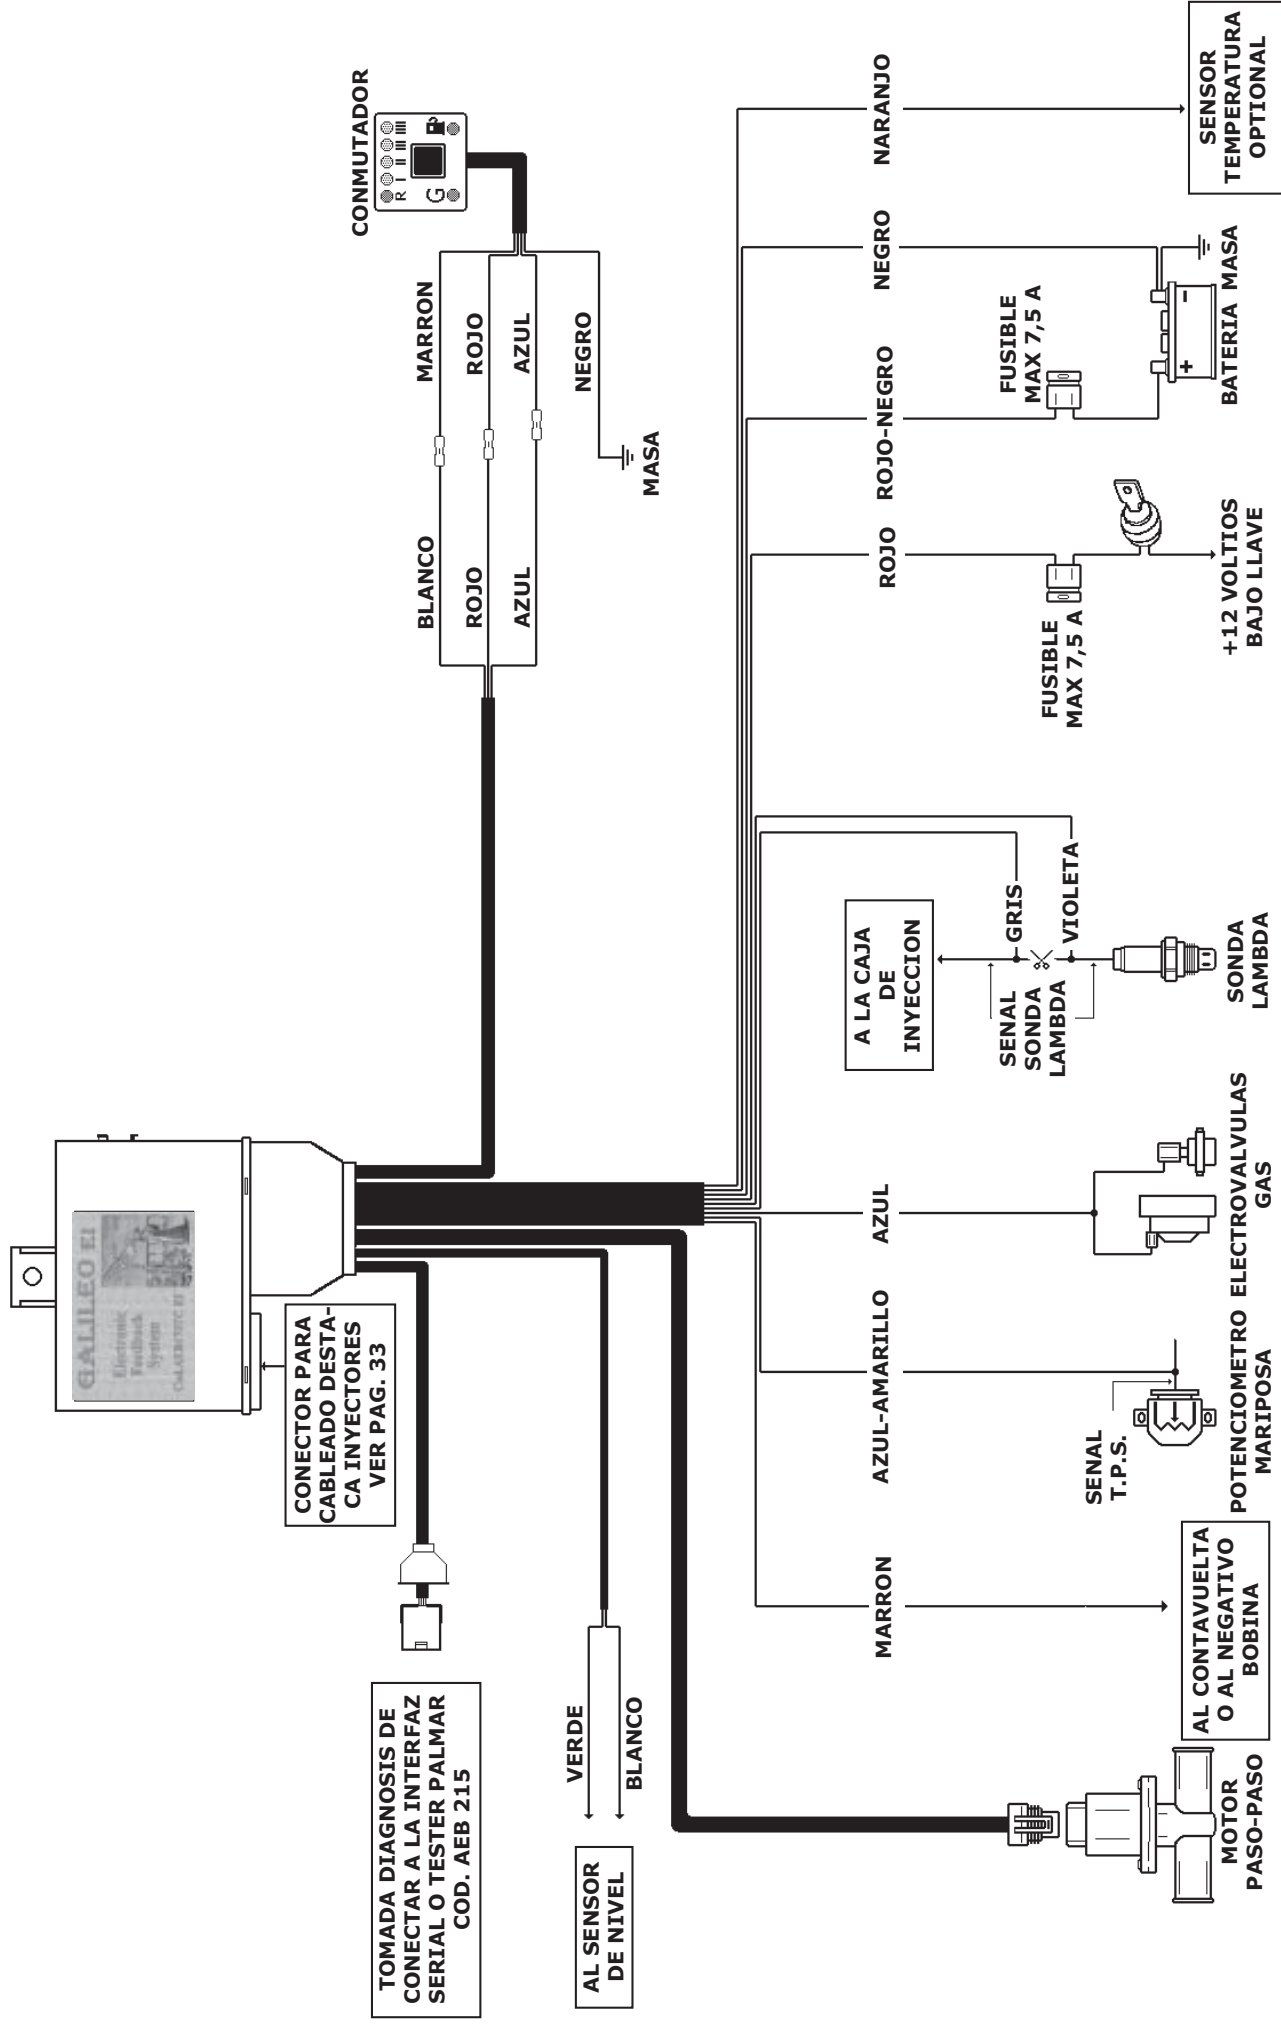 GALILEO EI
Electronic
Feedback
System
CONECTOR PARA
CABLEADO DESTA-
CA INYECTORES
VER PAG. 33
TOMADA DIAGNOSIS DE
CONECTAR A LA INTERFAZ
SERIAL O TESTER PALMAR
COD. AEB 215
CONMUTADOR
R I II III IIII
G
MARRON
ROJO
AZUL
NEGRO
MASA
BLANCO
ROJO
AZUL
VERDE
BLANCO
AL SENSOR
DE NIVEL
MOTOR
PASO-PASO
MARRON
AL CONTAVUELTA
O AL NEGATIVO
BOBINA
AZUL-AMARILLO
SENAL
T.P.S.
POTENCIOMETRO
MARIPOSA
AZUL
ELECTROVALVULAS
GAS
A LA CAJA
DE
INYECCION
GRIS
VIOLETA
SENAL
SONDA
LAMBDA
SONDA
LAMBDA
ROJO
FUSIBLE
MAX 7,5 A
+12 VOLTIOS
BAJO LLAVE
ROJO-NEGRO
FUSIBLE
MAX 7,5 A
+ -
BATERIA
NEGRO
MASA
NARANJO
SENSOR
TEMPERATURA
OPTIONAL